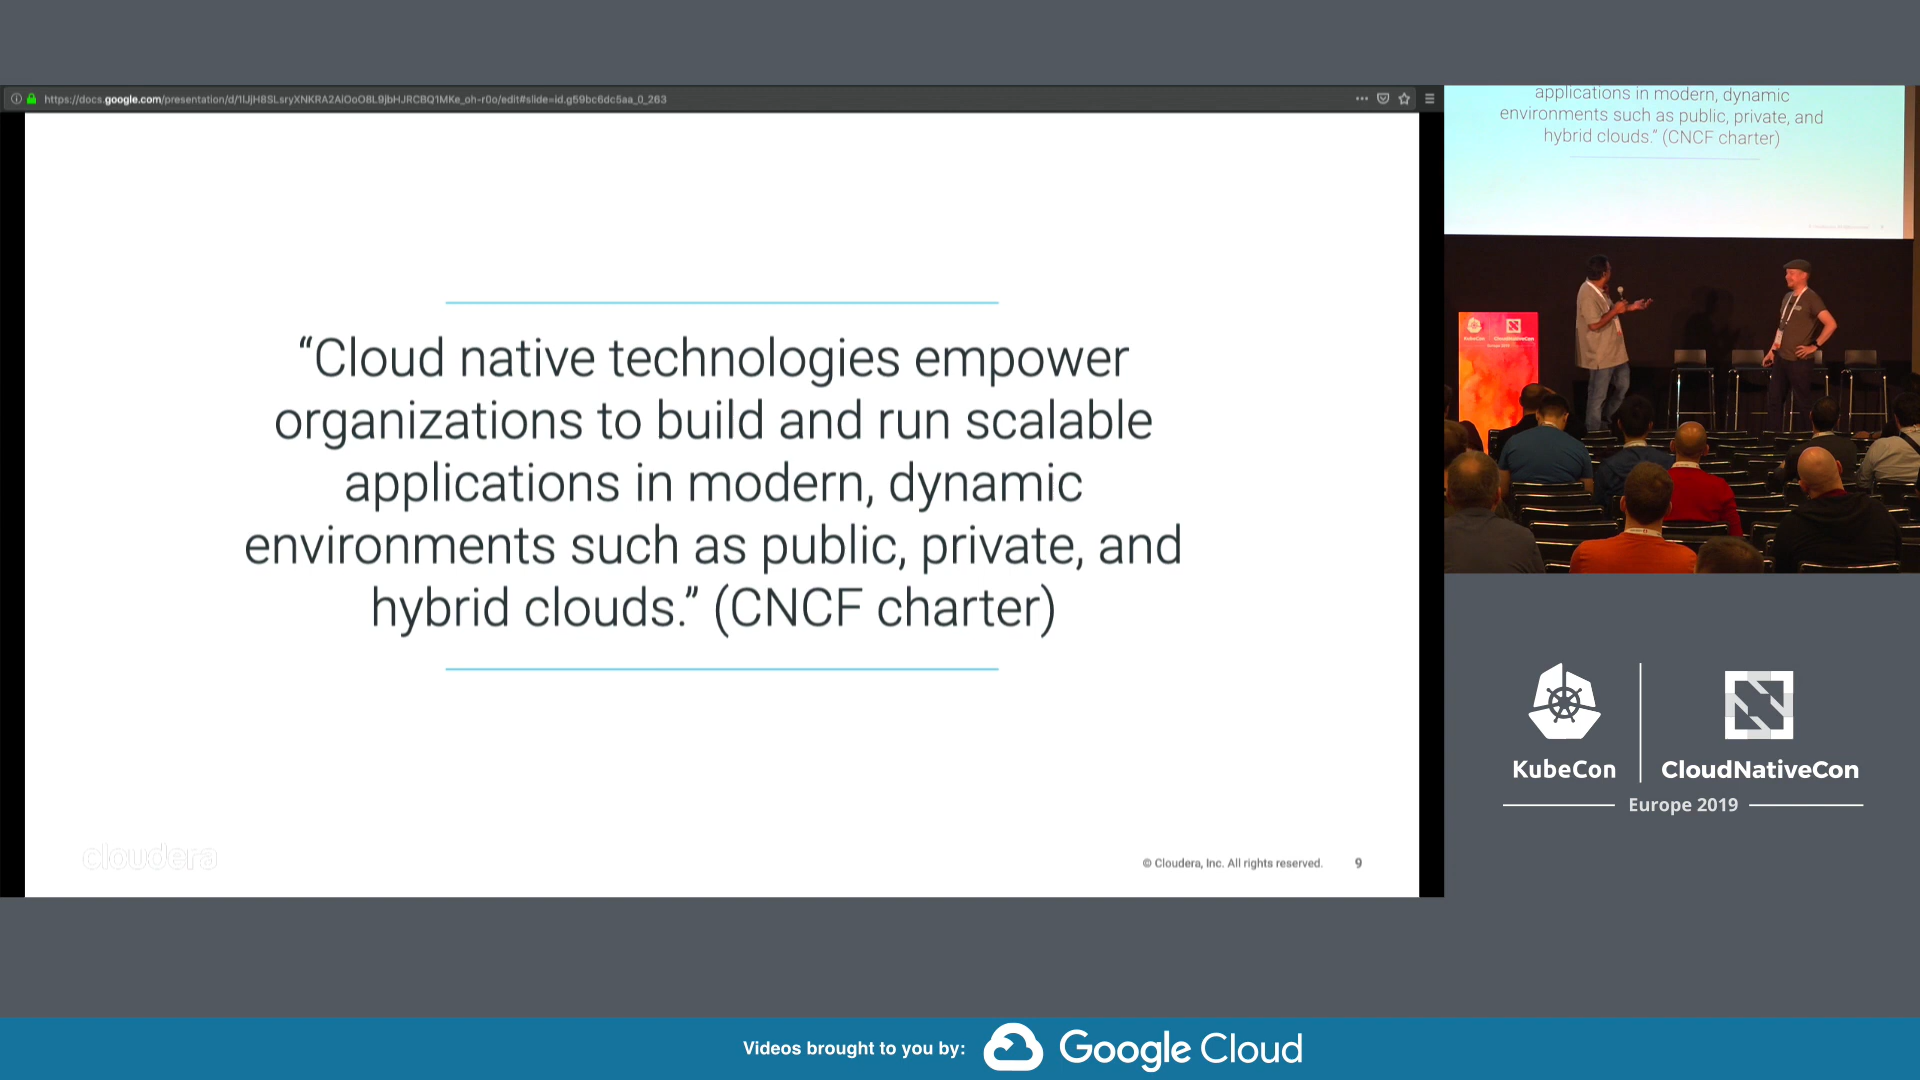 https://docs.google.com/presentation/d/1IJjH8SLsryXNKRA2AiOoO8L9jbHJRCBQ1MKe_oh-r0o/edit#slide=id.g59bc6dc5aa_0_263
“Cloud native technologies empower
organizations to build and run scalable
applications in modern, dynamic
environments such as public, private, and
hybrid clouds.” (CNCF charter)
cloudera
© Cloudera, Inc. All rights reserved.
9
applications in modern, dynamic
environments such as public, private, and
hybrid clouds.” (CNCF charter)
KubeCon
CloudNativeCon
Europe 2019
Videos brought to you by:
Google Cloud